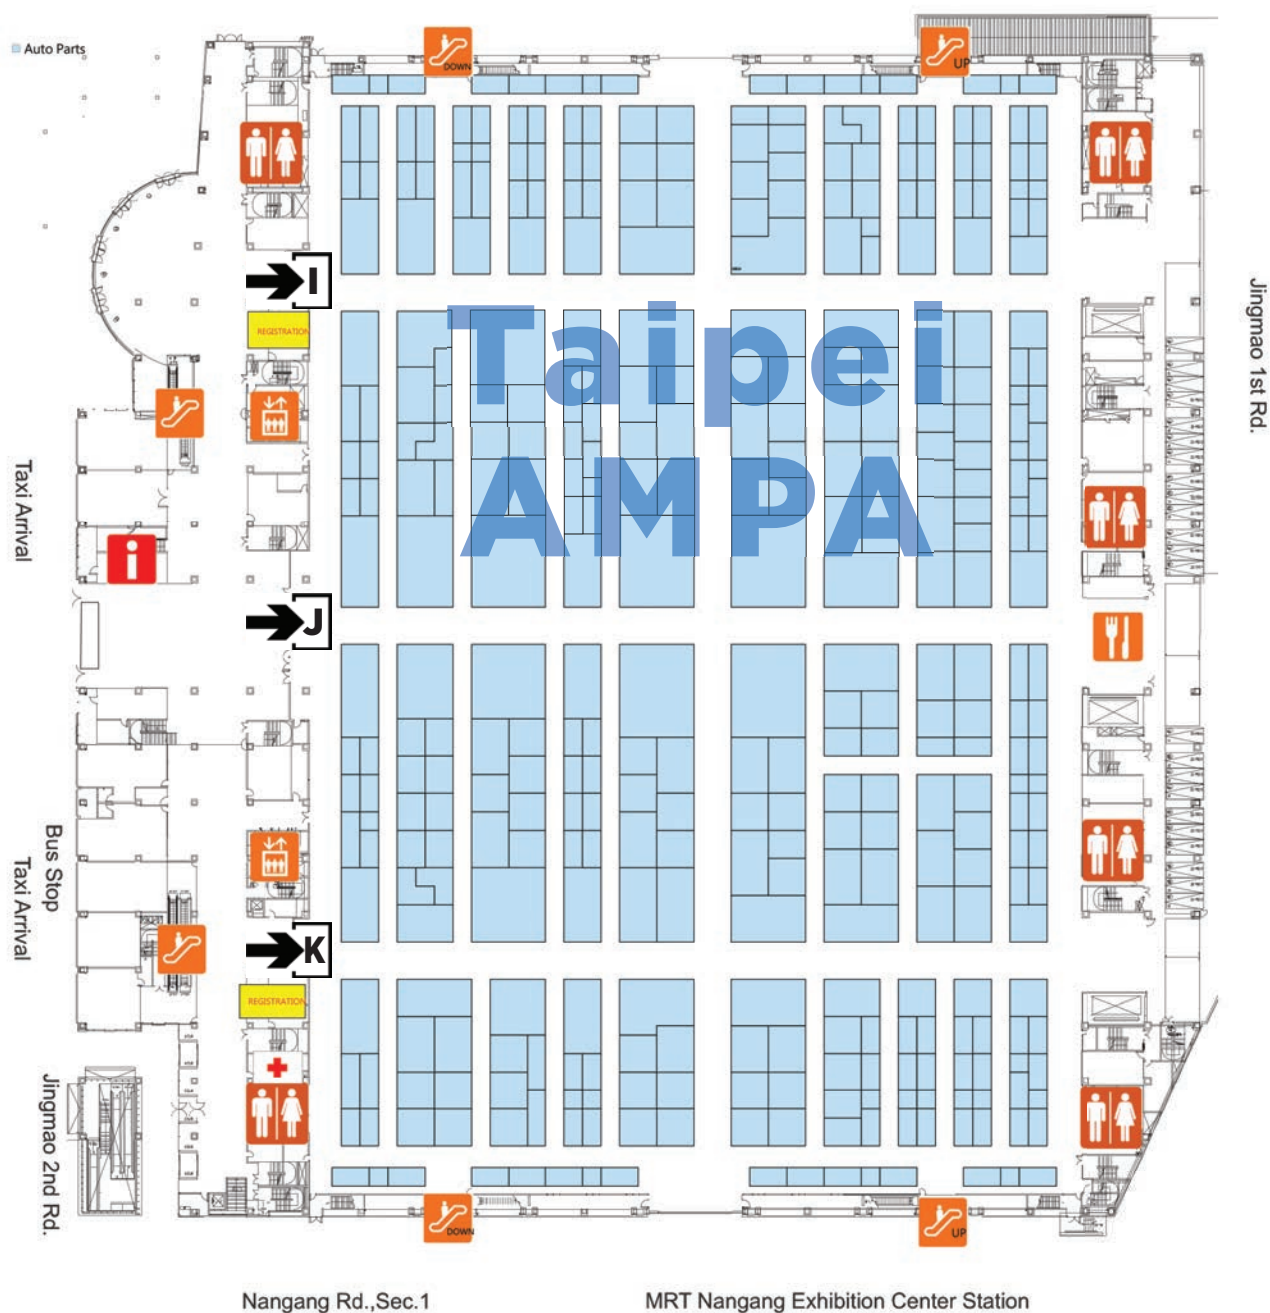 Auto Parts
DOWN
UP
I
REGISTRATION
Taipei
AMPA
Jingmao 1st Rd.
Taxi Arrival
i
J
Bus Stop
Taxi Arrival
K
REGISTRATION
Jingmao 2nd Rd.
DOWN
UP
Nangang Rd.,Sec.1
MRT Nangang Exhibition Center Station